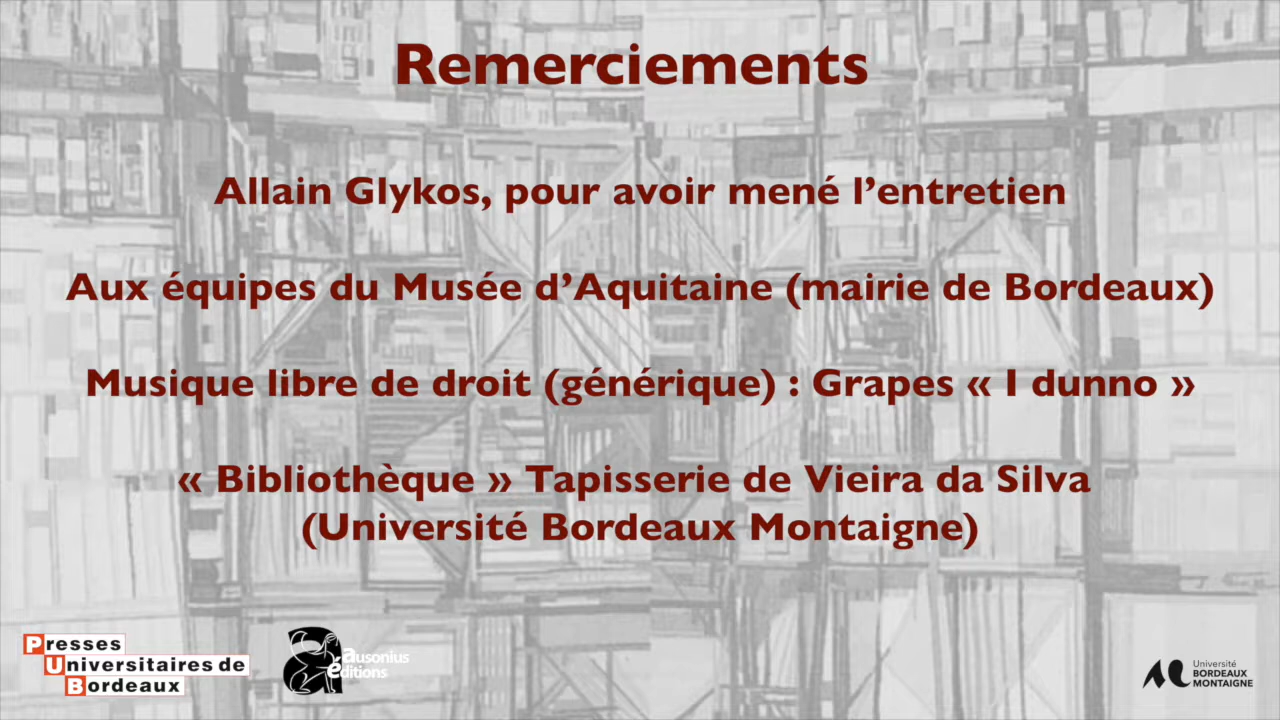 Remerciements
Allain Glykos, pour avoir mené l’entretien
Aux équipes du Musée d’Aquitaine (mairie de Bordeaux)
Musique libre de droit (générique) : Grapes « I dunno »
« Bibliothèque » Tapisserie de Vieira da Silva
(Université Bordeaux Montaigne)
Presses
Universitaires de
Bordeaux
ausonius
éditions
Université
BORDEAUX
MONTAIGNE